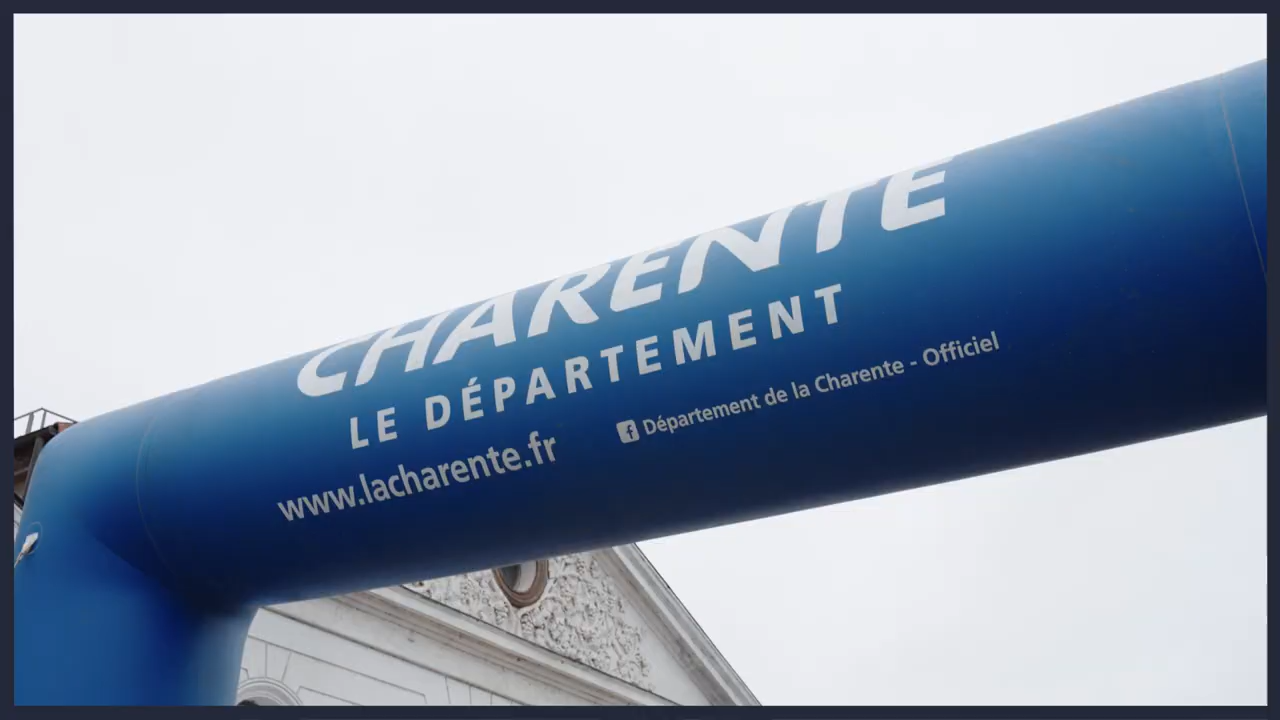 CHARENTE
LE DÉPARTEMENT
www.lacharente.fr
Département de la Charente - Officiel